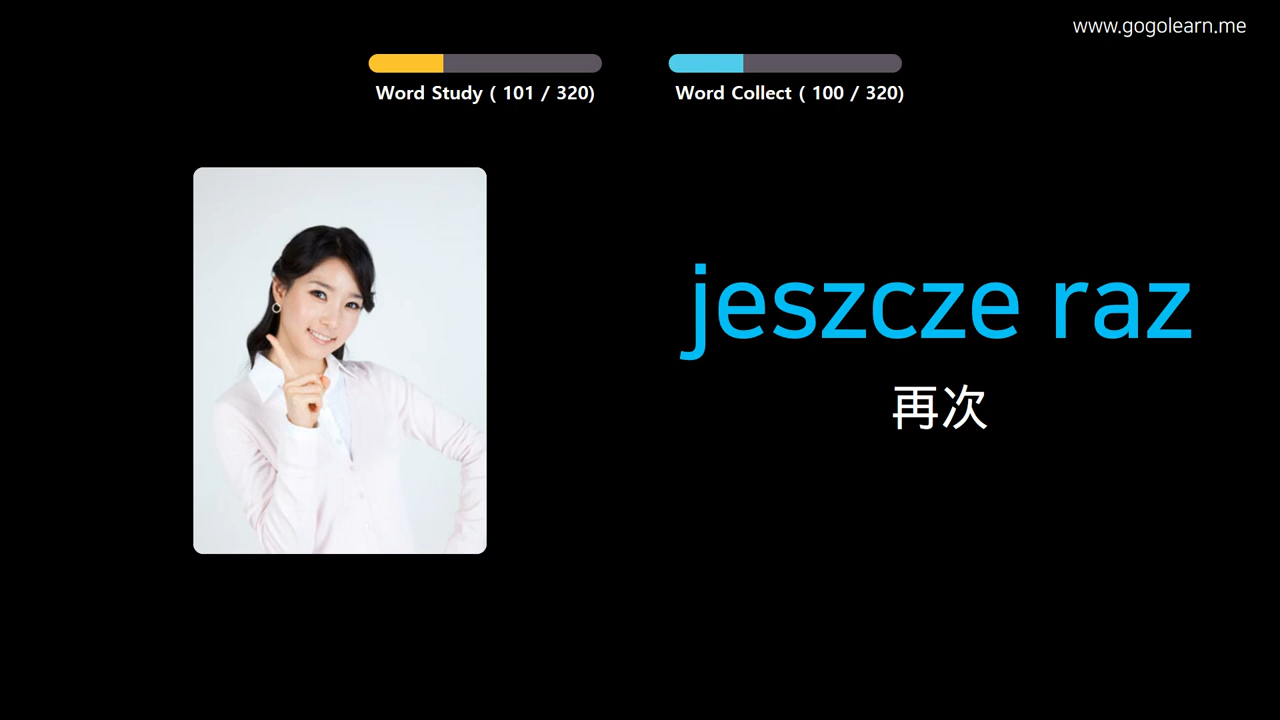 www.gogolearn.me
Word Study ( 101 / 320)
Word Collect ( 100 / 320)
jeszcze raz
再次